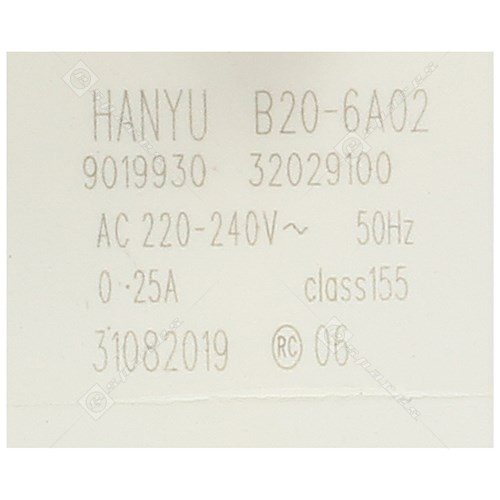 HANYU B20-6A02
9019930 32029100
AC 220-240V~ 50Hz
0.25A class155
31082019 RC 06